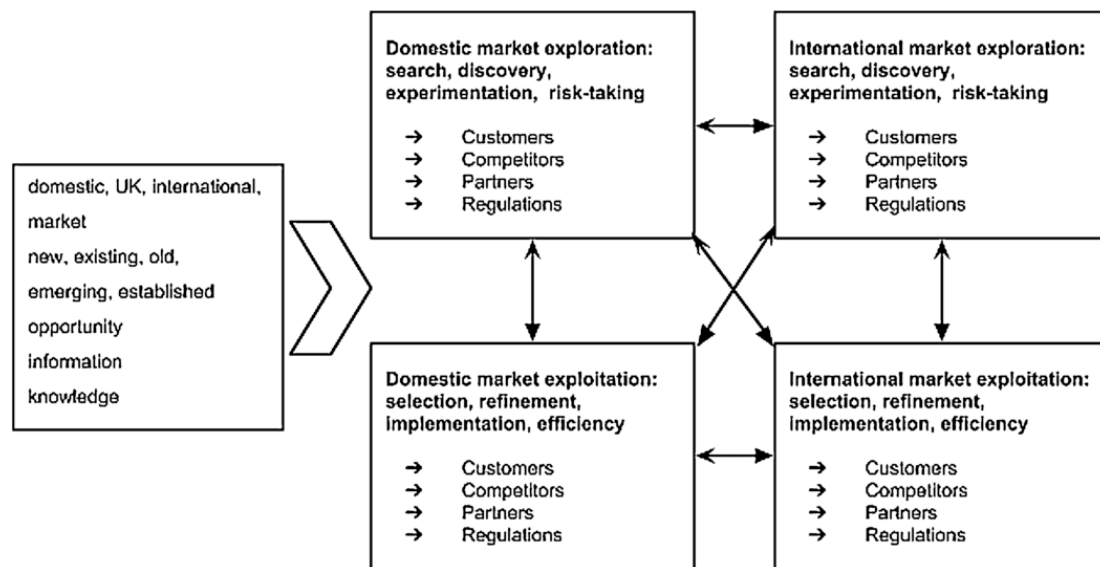 domestic, UK, international,
market
new, existing, old,
emerging, established
opportunity
information
knowledge
Domestic market exploration:
search, discovery,
experimentation, risk-taking
→ Customers
→ Competitors
→ Partners
→ Regulations
International market exploration:
search, discovery,
experimentation, risk-taking
→ Customers
→ Competitors
→ Partners
→ Regulations
Domestic market exploitation:
selection, refinement,
implementation, efficiency
→ Customers
→ Competitors
→ Partners
→ Regulations
International market exploitation:
selection, refinement,
implementation, efficiency
→ Customers
→ Competitors
→ Partners
→ Regulations